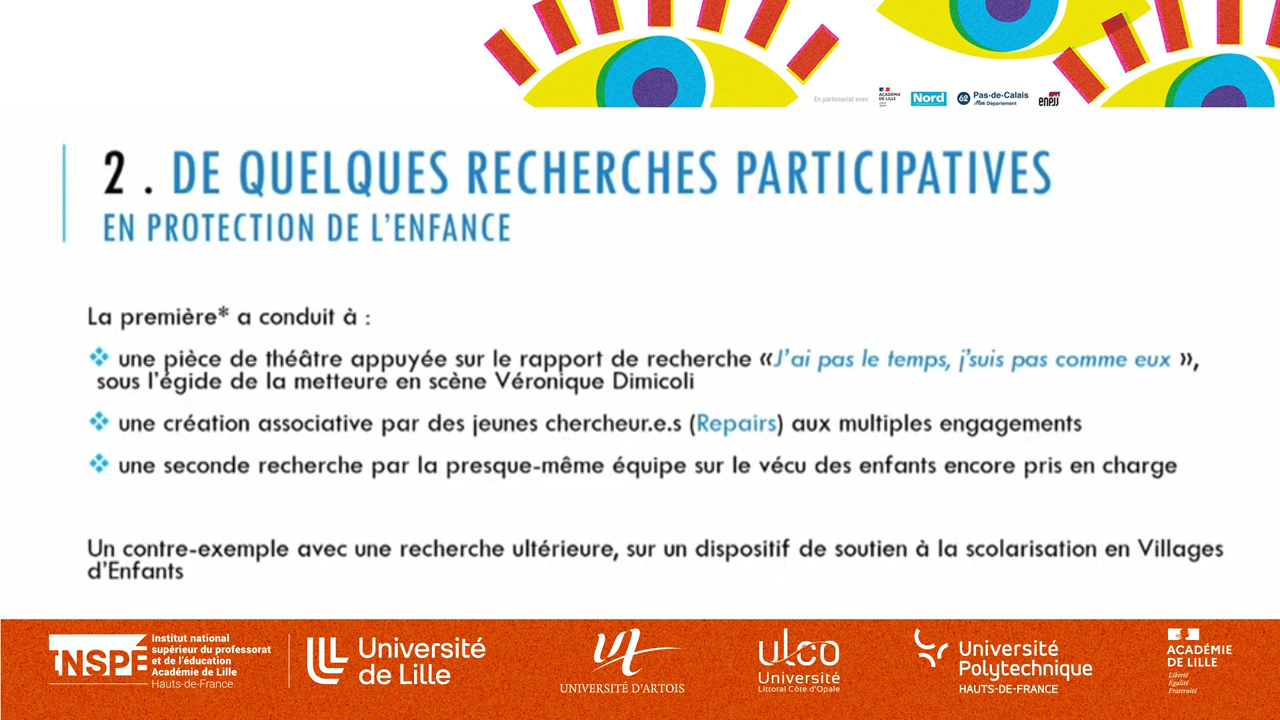 En partenariat avec
ACADÉMIE
DE LILLE
Nord
62 Pas-de-Calais
Mon Département
enpjj
2 . DE QUELQUES RECHERCHES PARTICIPATIVES
EN PROTECTION DE L'ENFANCE
La première* a conduit à :
❖ une pièce de théâtre appuyée sur le rapport de recherche «J'ai pas le temps, j'suis pas comme eux »,
sous l'égide de la metteure en scène Véronique Dimicoli
❖ une création associative par des jeunes chercheur.e.s (Repairs) aux multiples engagements
❖ une seconde recherche par la presque-même équipe sur le vécu des enfants encore pris en charge
Un contre-exemple avec une recherche ultérieure, sur un dispositif de soutien à la scolarisation en Villages
d'Enfants
INSPÉ
Institut national
supérieur du professorat
et de l'éducation
Académie de Lille
Hauts-de-France
Université
de Lille
UNIVERSITÉ D'ARTOIS
ulco
Université
Littoral Côte d'Opale
Université
Polytechnique
HAUTS-DE-FRANCE
ACADÉMIE
DE LILLE
Liberté
Égalité
Fraternité